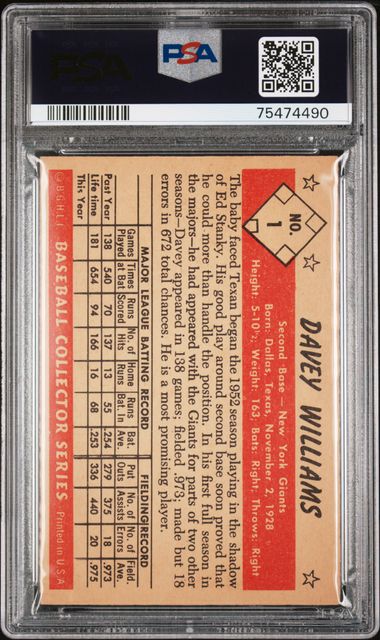 PSA
PSA
75474490
NO.
1
DAVEY WILLIAMS
Second Base—New York Giants
Born: Dallas, Texas, November 2, 1928
Height: 5-10½; Weight: 163; Bats: Right; Throws: Right
The baby faced Texan began the 1952 season playing in the shadow
of Ed Stanky. His good play around second base soon proved that
he could more than handle the position. In his first full season in
the majors—he had appeared with the Giants for parts of two other
seasons—Davey appeared in 138 games; fielded .973; made but 18
errors in 672 total chances. He is a most promising player.
MAJOR LEAGUE BATTING RECORD FIELDING RECORD
Games Times Runs No. of Home Runs Bat. Put No. of No. of Field.
Played at Bat Scored Hits Runs Bat. In Ave. Outs Assists Errors Ave.
Past Year 138 540 70 137 13 55 .254 279 375 18 .973
Life time 181 654 94 166 16 68 .253 336 440 20 .975
This Year
© B.G.H.L.I. BASEBALL COLLECTOR SERIES Printed in U.S.A.